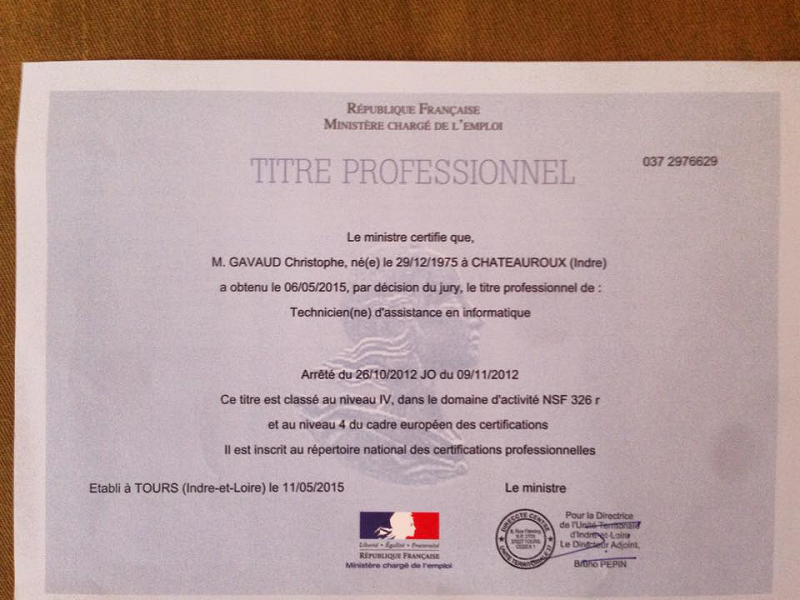 RÉPUBLIQUE FRANÇAISE
MINISTÈRE CHARGÉ DE L'EMPLOI
TITRE PROFESSIONNEL
037 2976629
Le ministre certifie que,
M. GAVAUD Christophe, né(e) le 29/12/1975 à CHATEAUROUX (Indre)
a obtenu le 06/05/2015, par décision du jury, le titre professionnel de :
Technicien(ne) d'assistance en informatique
Arrêté du 26/10/2012 JO du 09/11/2012
Ce titre est classé au niveau IV, dans le domaine d'activité NSF 326 r
et au niveau 4 du cadre européen des certifications
Il est inscrit au répertoire national des certifications professionnelles
Etabli à TOURS (Indre-et-Loire) le 11/05/2015
Le ministre
Liberté • Égalité • Fraternité
RÉPUBLIQUE FRANÇAISE
Ministère chargé de l'emploi
DIRECCTE CENTRE
UNITE TERRITORIALE
Pour la Directrice
de l'Unité Territoriale
d'Indre-et-Loire
Le Directeur Adjoint,
Bruno PEPIN